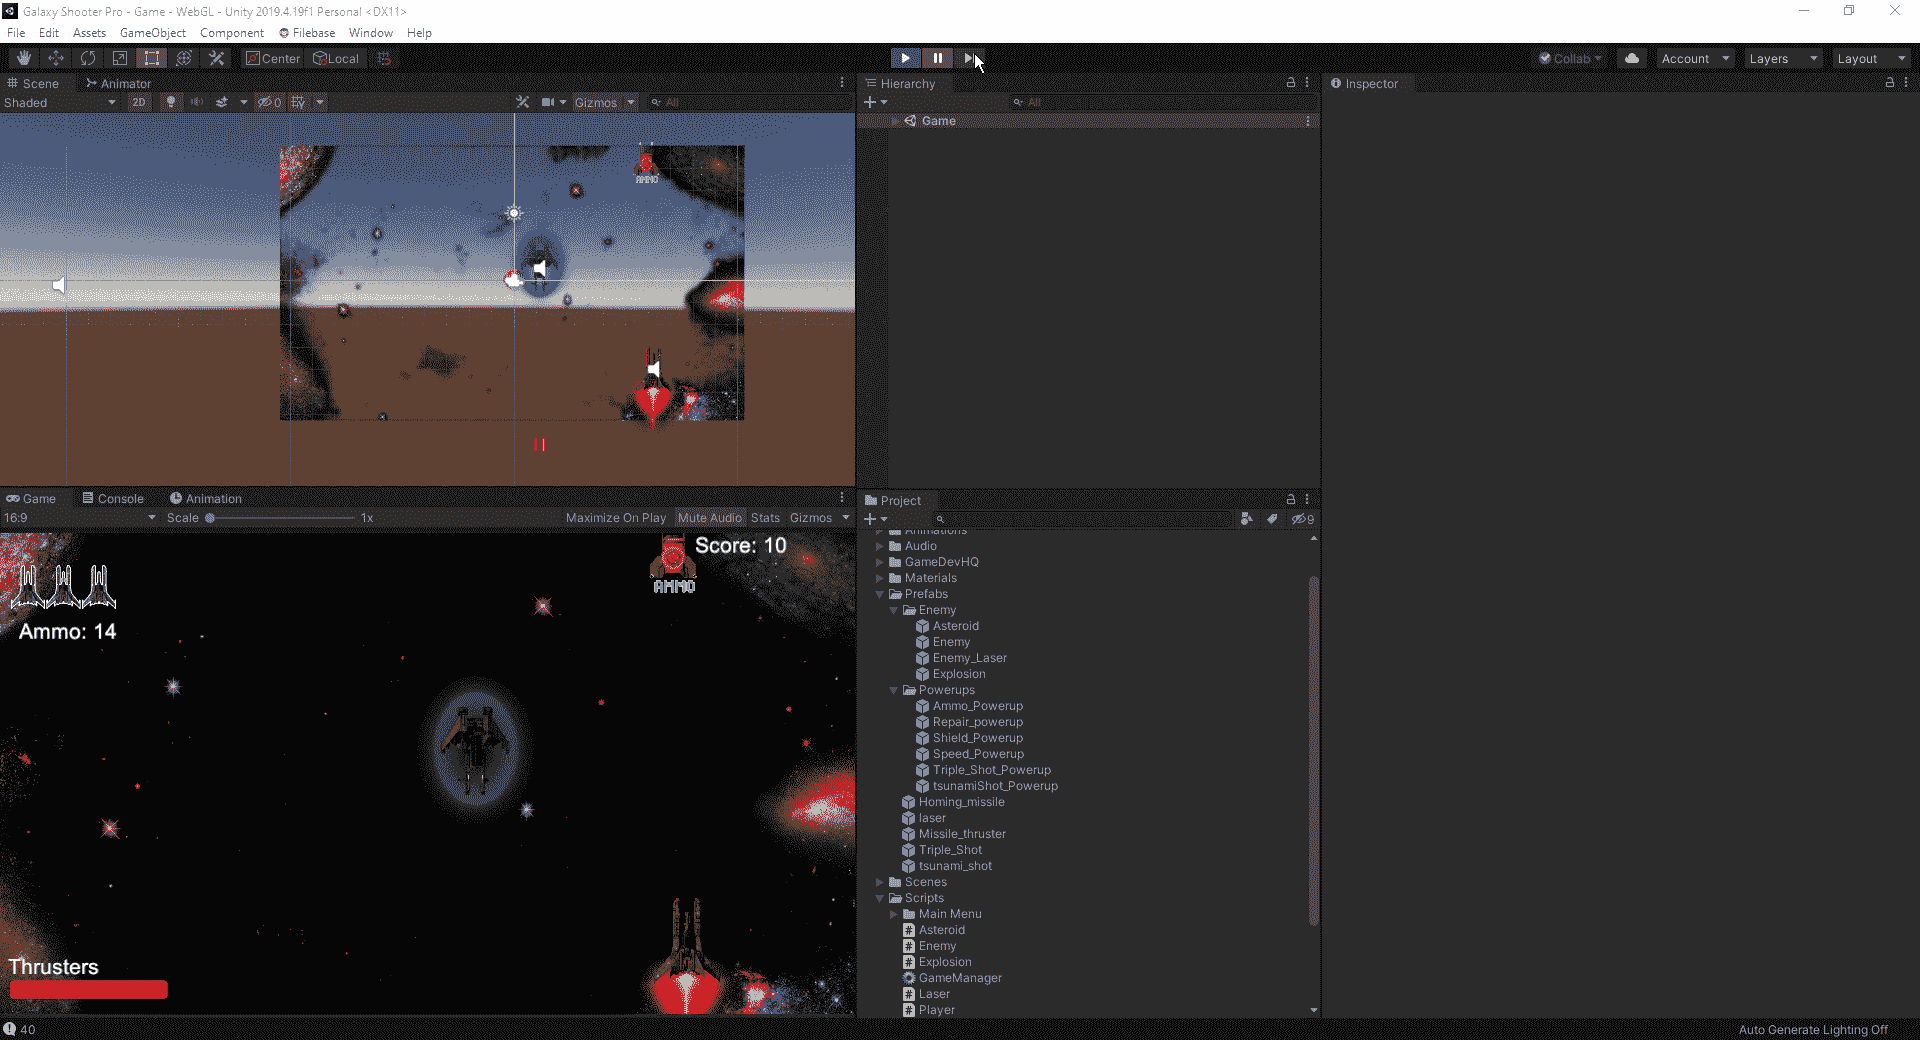 Galaxy Shooter Pro - Game - WebGL - Unity 2019.4.19f1 Personal <DX11>
File Edit Assets GameObject Component Filebase Window Help
Center Local Collab Account Layers Layout
Scene Animator
Shaded 2D 0 Gizmos All
AMMO
Hierarchy
All
Game
Inspector
Game Console Animation
16:9 Scale 1x Maximize On Play Mute Audio Stats Gizmos
Score: 10
AMMO
Ammo: 14
Thrusters
Project
9
Animations
Audio
GameDevHQ
Materials
Prefabs
Enemy
Asteroid
Enemy
Enemy_Laser
Explosion
Powerups
Ammo_Powerup
Repair_powerup
Shield_Powerup
Speed_Powerup
Triple_Shot_Powerup
tsunamiShot_Powerup
Homing_missile
laser
Missile_thruster
Triple_Shot
tsunami_shot
Scenes
Scripts
Main Menu
Asteroid
Enemy
Explosion
GameManager
Laser
Player
40
Auto Generate Lighting Off